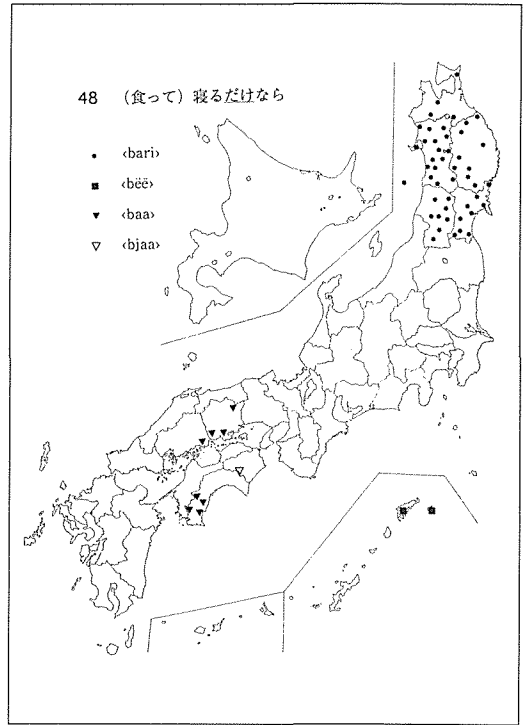 48 （食って）寝るだけなら
• ‹bari›
■ ‹bëë›
▼ ‹baa›
▽ ‹bjaa›